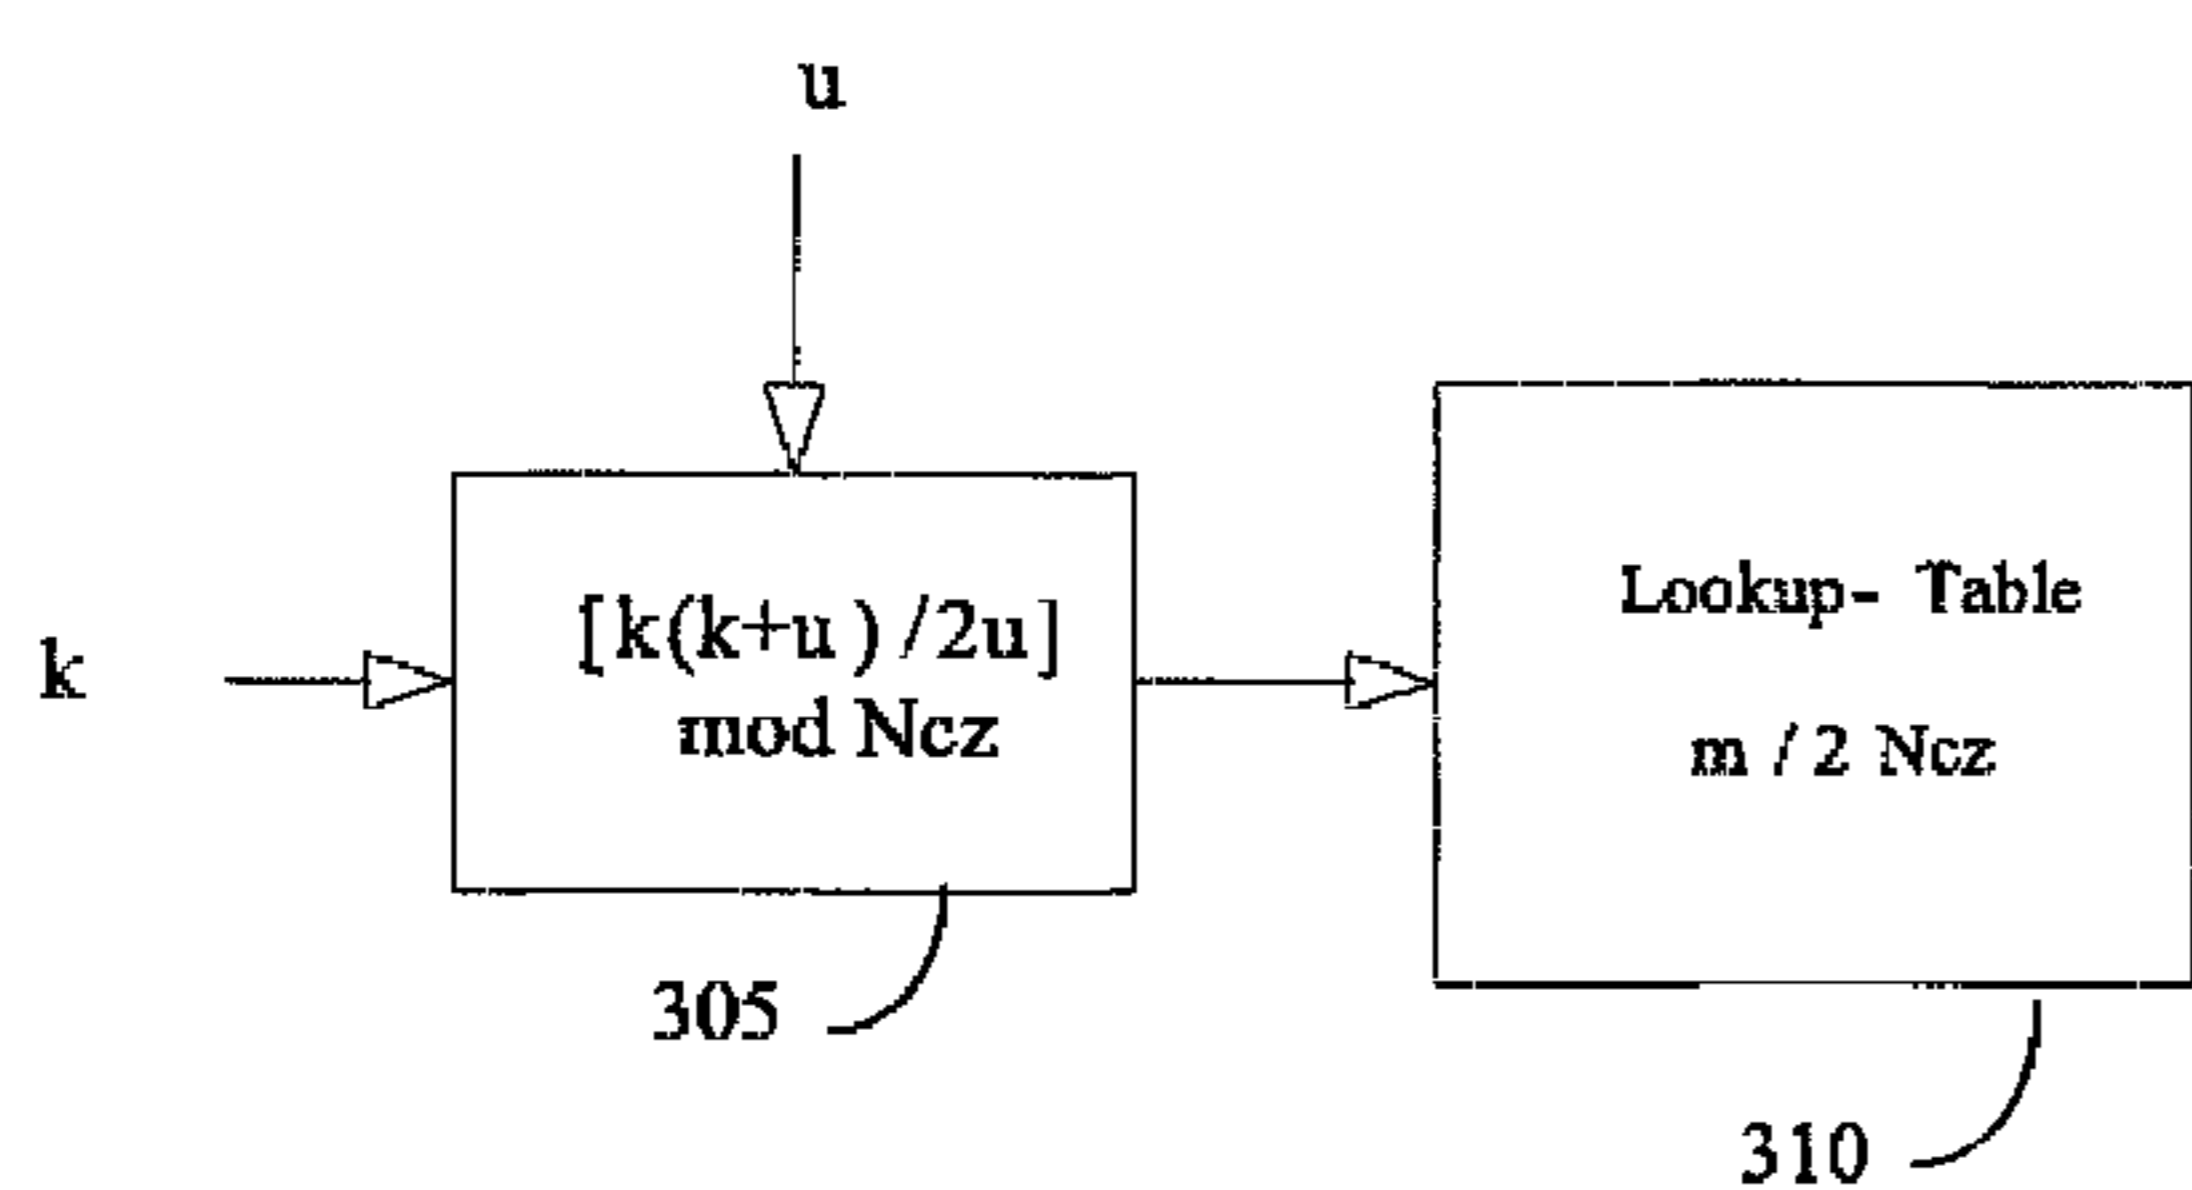 u
k
[k(k+u)/2u]
mod Ncz
Lookup- Table
m / 2 Ncz
305
310